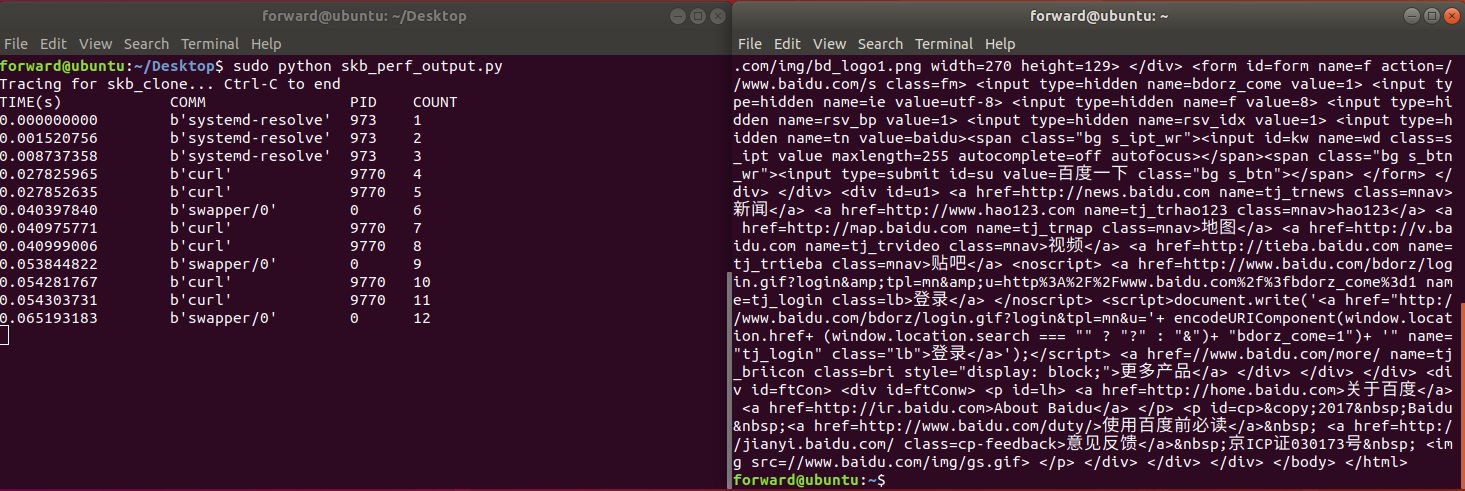 forward@ubuntu: ~/Desktop
File Edit View Search Terminal Help
forward@ubuntu:~/Desktop$ sudo python skb_perf_output.py
Tracing for skb_clone... Ctrl-C to end
TIME(s) COMM PID COUNT
0.000000000 b'systemd-resolve' 973 1
0.001520756 b'systemd-resolve' 973 2
0.008737358 b'systemd-resolve' 973 3
0.027825965 b'curl' 9770 4
0.027852635 b'curl' 9770 5
0.040397840 b'swapper/0' 0 6
0.040975771 b'curl' 9770 7
0.040999006 b'curl' 9770 8
0.053844822 b'swapper/0' 0 9
0.054281767 b'curl' 9770 10
0.054303731 b'curl' 9770 11
0.065193183 b'swapper/0' 0 12
forward@ubuntu: ~
File Edit View Search Terminal Help
.com/img/bd_logo1.png width=270 height=129> </div> <form id=form name=f action=/
/www.baidu.com/s class=fm> <input type=hidden name=bdorz_come value=1> <input ty
pe=hidden name=ie value=utf-8> <input type=hidden name=f value=8> <input type=hi
dden name=rsv_bp value=1> <input type=hidden name=rsv_idx value=1> <input type=h
idden name=tn value=baidu><span class="bg s_ipt_wr"><input id=kw name=wd class=s
_ipt value maxlength=255 autocomplete=off autofocus></span><span class="bg s_btn
_wr"><input type=submit id=su value=百度一下 class="bg s_btn"></span> </form> </
div> </div> <div id=u1> <a href=http://news.baidu.com name=tj_trnews class=mnav>
新闻</a> <a href=http://www.hao123.com name=tj_trhao123 class=mnav>hao123</a> <a
 href=http://map.baidu.com name=tj_trmap class=mnav>地图</a> <a href=http://v.ba
idu.com name=tj_trvideo class=mnav>视频</a> <a href=http://tieba.baidu.com name=
tj_trtieba class=mnav>贴吧</a> <noscript> <a href=http://www.baidu.com/bdorz/log
in.gif?login&amp;tpl=mn&amp;u=http%3A%2F%2Fwww.baidu.com%2f%3fbdorz_come%3d1 nam
e=tj_login class=lb>登录</a> </noscript> <script>document.write('<a href="http:/
/www.baidu.com/bdorz/login.gif?login&tpl=mn&u='+ encodeURIComponent(window.locat
ion.href+ (window.location.search === "" ? "?" : "&")+ "bdorz_come=1")+ '" name=
"tj_login" class="lb">登录</a>');</script> <a href=//www.baidu.com/more/ name=tj
_briicon class=bri style="display: block;">更多产品</a> </div> </div> </div> <di
v id=ftCon> <div id=ftConw> <p id=lh> <a href=http://home.baidu.com>关于百度</a>
 <a href=http://ir.baidu.com>About Baidu</a> </p> <p id=cp>&copy;2017&nbsp;Baidu
&nbsp;<a href=http://www.baidu.com/duty/>使用百度前必读</a>&nbsp; <a href=http:/
/jianyi.baidu.com/ class=cp-feedback>意见反馈</a>&nbsp;京ICP证030173号&nbsp; <im
g src=//www.baidu.com/img/gs.gif> </p> </div> </div> </div> </body> </html>
forward@ubuntu:~$